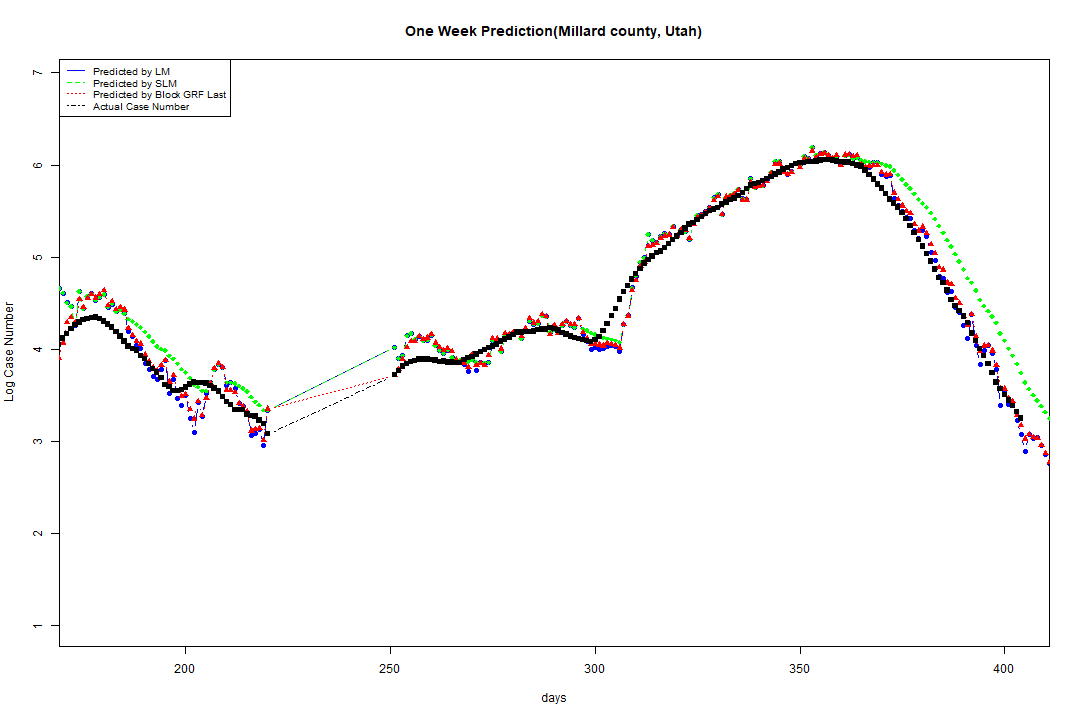 One Week Prediction(Millard county, Utah)
Predicted by LM
Predicted by SLM
Predicted by Block GRF Last
Actual Case Number
7
6
5
4
3
2
1
Log Case Number
200
250
300
350
400
days